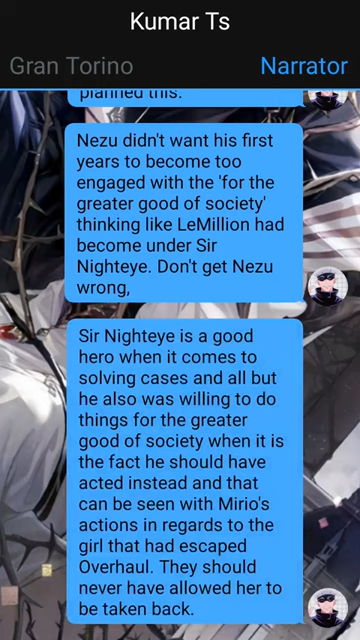 Kumar Ts
Gran Torino
Narrator
planned this.
Nezu didn't want his first
years to become too
engaged with the 'for the
greater good of society'
thinking like LeMillion had
become under Sir
Nighteye. Don't get Nezu
wrong,
Sir Nighteye is a good
hero when it comes to
solving cases and all but
he also was willing to do
things for the greater
good of society when it is
the fact he should have
acted instead and that
can be seen with Mirio's
actions in regards to the
girl that had escaped
Overhaul. They should
never have allowed her to
be taken back.